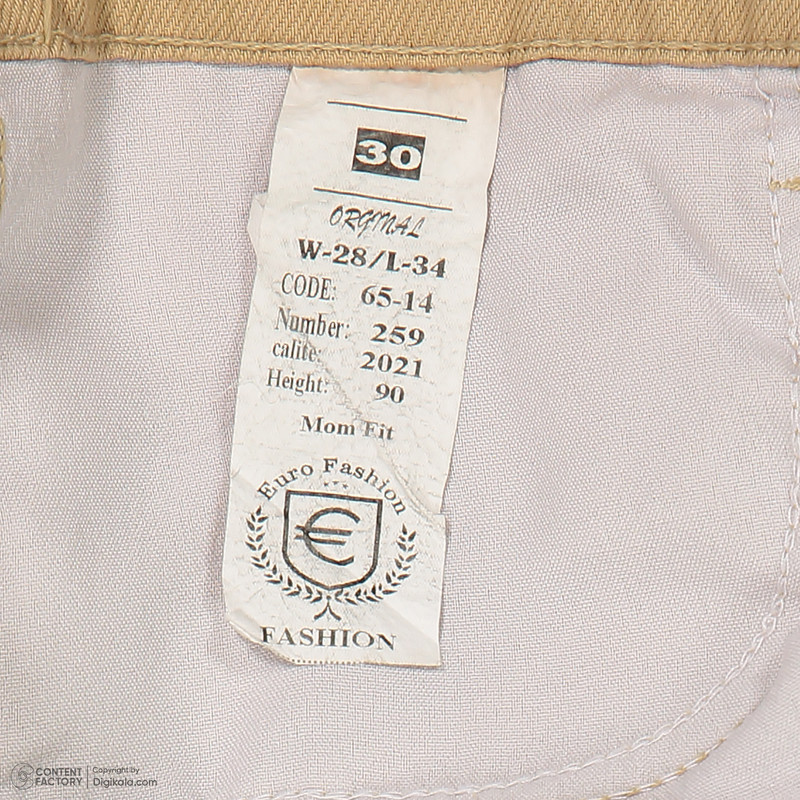 30
ORGINAL
W-28/L-34
CODE: 65-14
Number: 259
calite: 2021
Height: 90
Mom Fit
Euro Fashion
€
FASHION
CONTENT FACTORY
Copyright by
Digikala.com